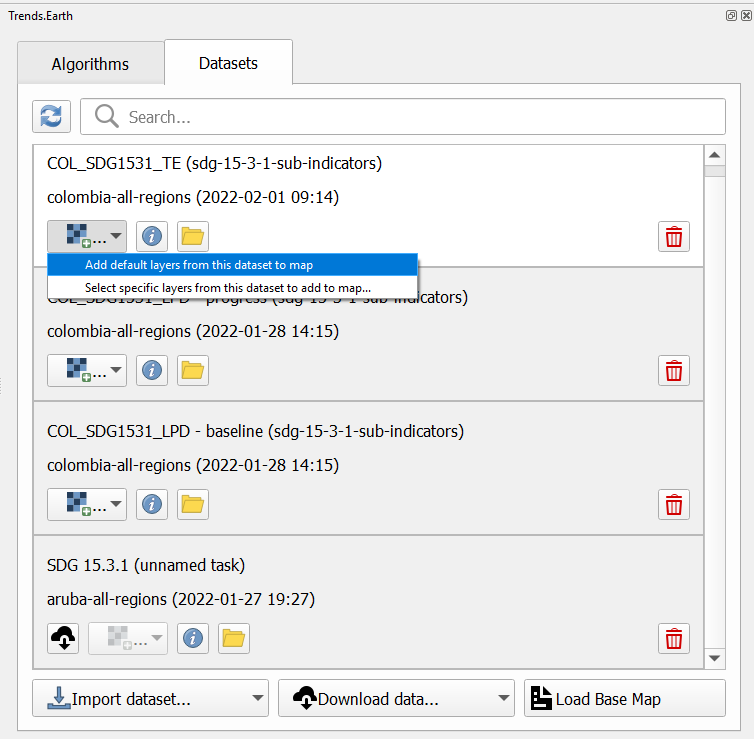 Trends.Earth
Algorithms
Datasets
Search...
COL_SDG1531_TE (sdg-15-3-1-sub-indicators)
colombia-all-regions (2022-02-01 09:14)
...
Add default layers from this dataset to map
Select specific layers from this dataset to add to map...
COL_SDG1531_LPD - progress (sdg-15-3-1-sub-indicators)
colombia-all-regions (2022-01-28 14:15)
...
COL_SDG1531_LPD - baseline (sdg-15-3-1-sub-indicators)
colombia-all-regions (2022-01-28 14:15)
...
SDG 15.3.1 (unnamed task)
aruba-all-regions (2022-01-27 19:27)
...
Import dataset...
Download data...
Load Base Map